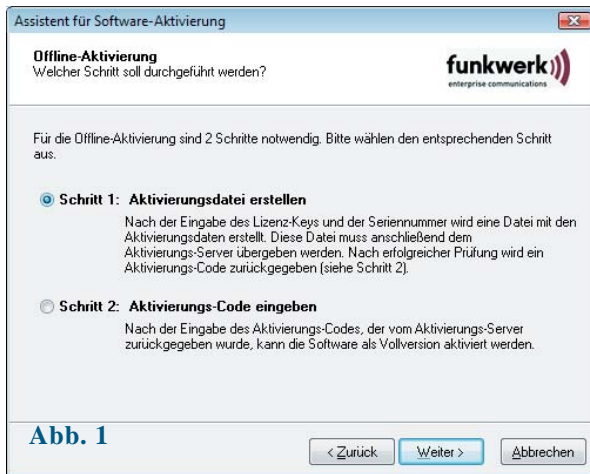 Assistent für Software-Aktivierung
Offline-Aktivierung
Welcher Schritt soll durchgeführt werden?
funkwerk
enterprise communications
Für die Offline-Aktivierung sind 2 Schritte notwendig. Bitte wählen den entsprechenden Schritt
aus.
Schritt 1: Aktivierungsdatei erstellen
Nach der Eingabe des Lizenz-Keys und der Seriennummer wird eine Datei mit den
Aktivierungsdaten erstellt. Diese Datei muss anschließend dem
Aktivierungs-Server übergeben werden. Nach erfolgreicher Prüfung wird ein
Aktivierungs-Code zurückgegeben (siehe Schritt 2).
Schritt 2: Aktivierungs-Code eingeben
Nach der Eingabe des Aktivierungs-Codes, der vom Aktivierungs-Server
zurückgegeben wurde, kann die Software als Vollversion aktiviert werden.
Abb. 1
< Zurück Weiter > Abbrechen